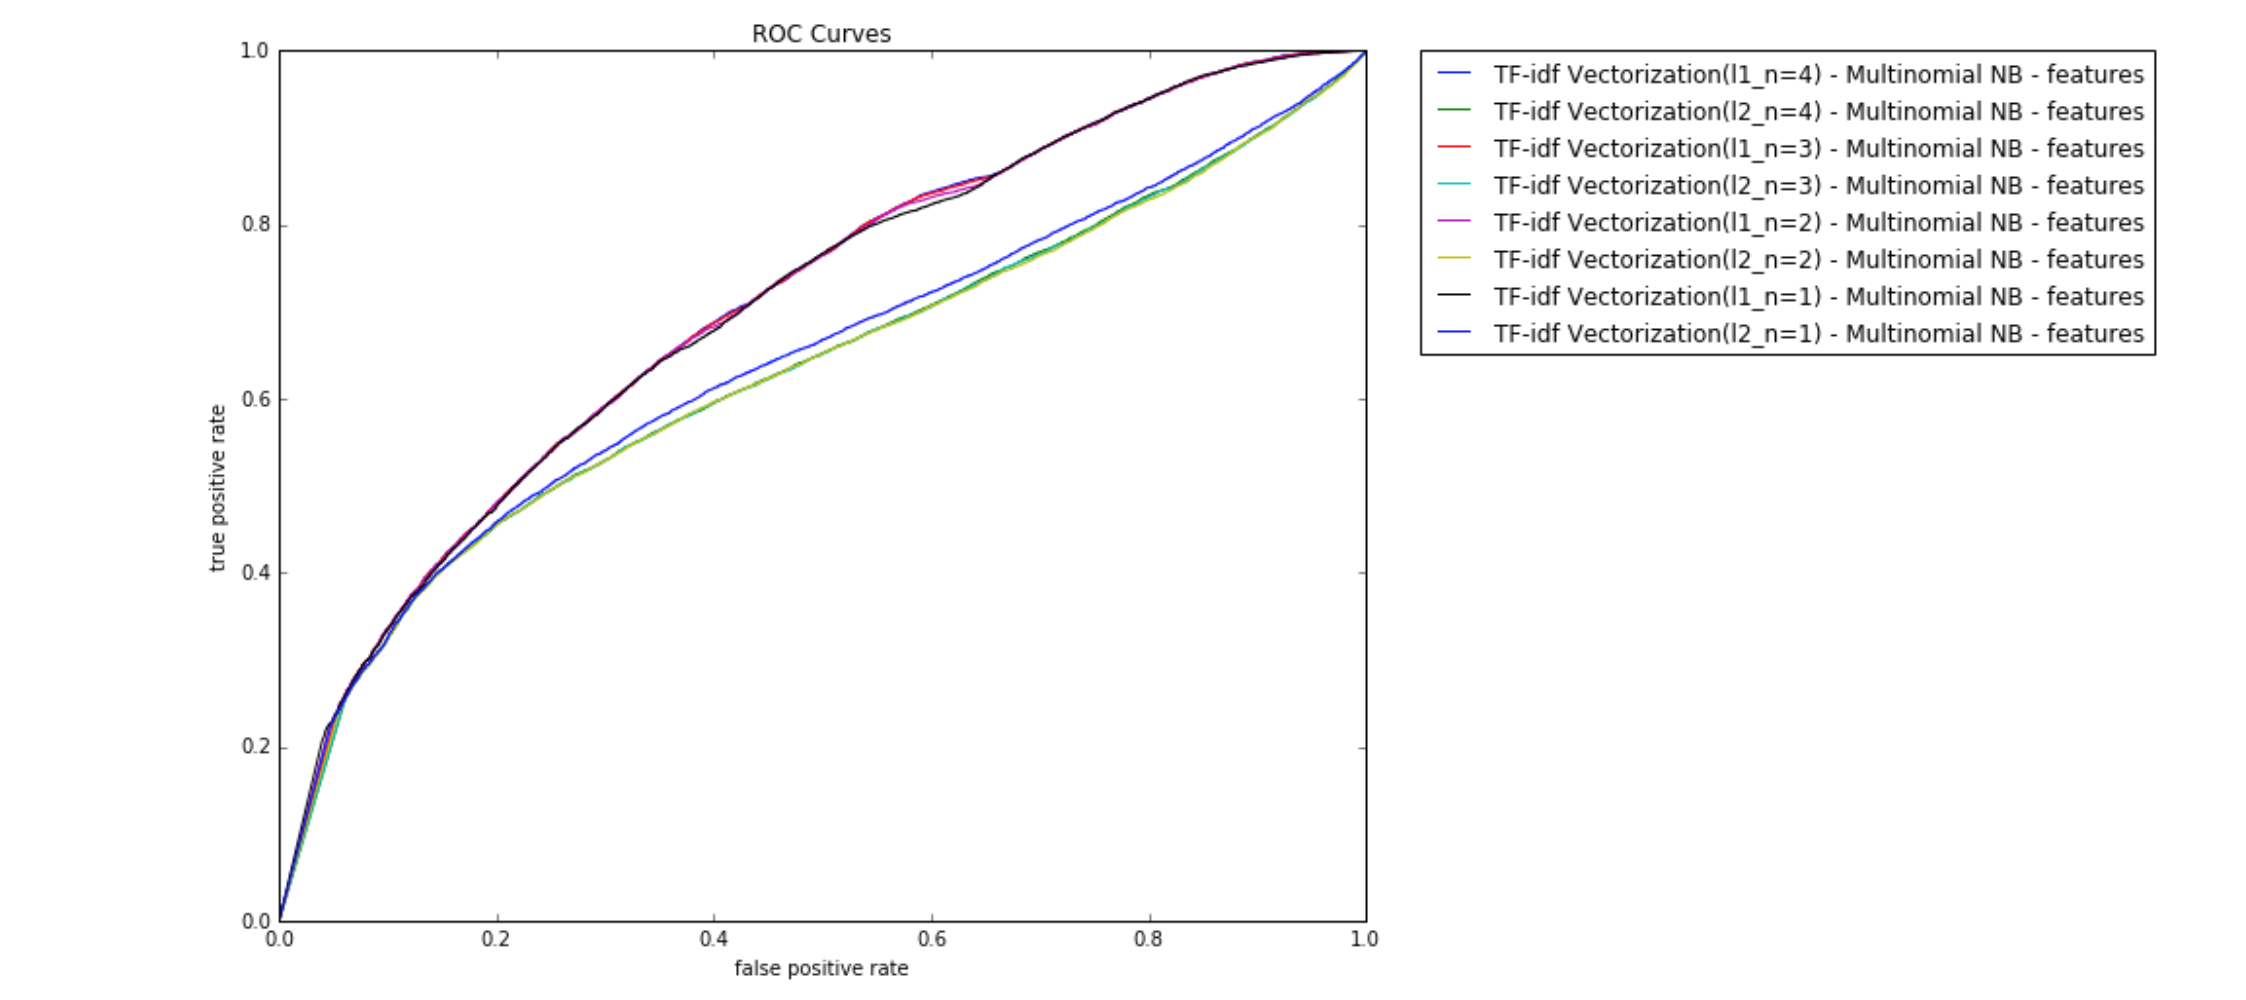 ROC Curves
1.0
0.8
0.6
0.4
0.2
0.0
true positive rate
0.0 0.2 0.4 0.6 0.8 1.0
false positive rate
TF-idf Vectorization(l1_n=4) - Multinomial NB - features
TF-idf Vectorization(l2_n=4) - Multinomial NB - features
TF-idf Vectorization(l1_n=3) - Multinomial NB - features
TF-idf Vectorization(l2_n=3) - Multinomial NB - features
TF-idf Vectorization(l1_n=2) - Multinomial NB - features
TF-idf Vectorization(l2_n=2) - Multinomial NB - features
TF-idf Vectorization(l1_n=1) - Multinomial NB - features
TF-idf Vectorization(l2_n=1) - Multinomial NB - features